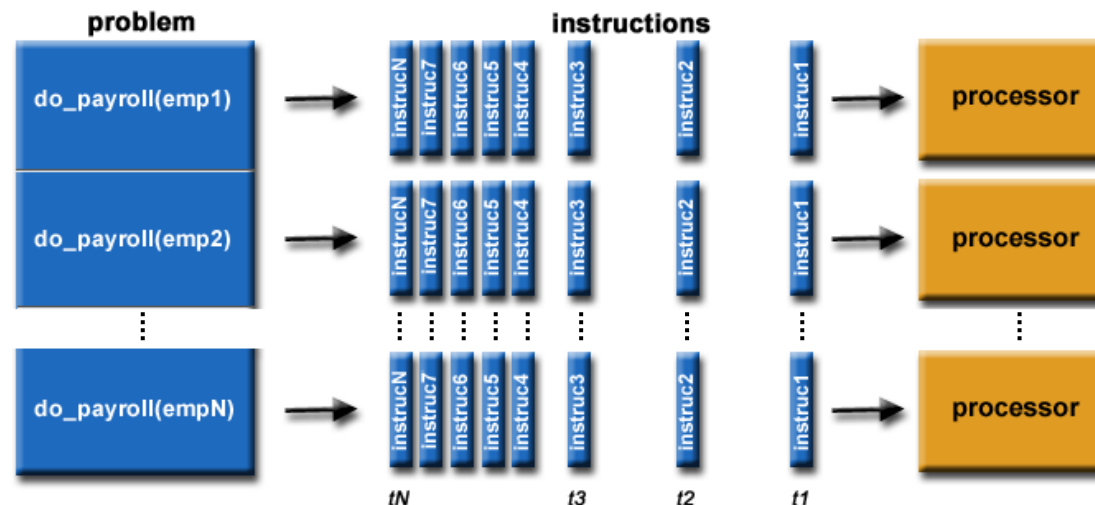 problem instructions
do_payroll(emp1) instrucN instruc7 instruc6 instruc5 instruc4 instruc3 instruc2 instruc1 processor
do_payroll(emp2) instrucN instruc7 instruc6 instruc5 instruc4 instruc3 instruc2 instruc1 processor
do_payroll(empN) instrucN instruc7 instruc6 instruc5 instruc4 instruc3 instruc2 instruc1 processor
tN t3 t2 t1